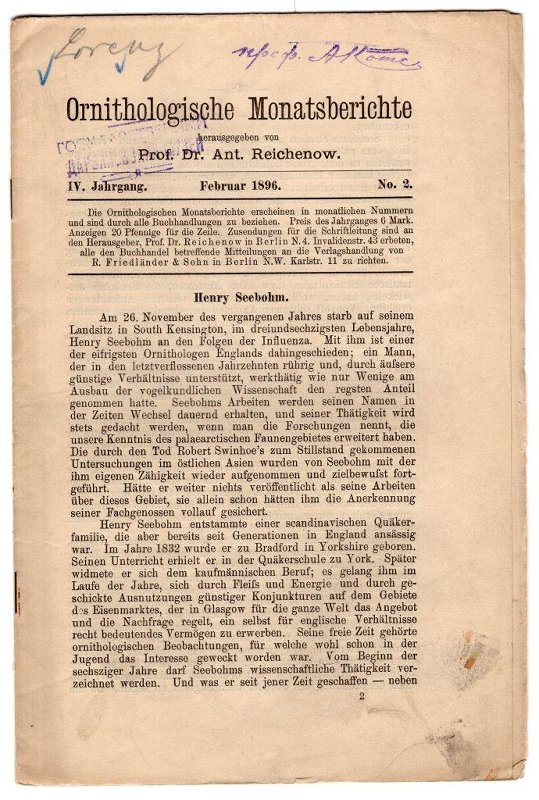 Lorenz
проф. А Котс
Ornithologische Monatsberichte
herausgegeben von
Prof. Dr. Ant. Reichenow.
IV. Jahrgang. Februar 1896. No. 2.
Die Ornithologischen Monatsberichte erscheinen in monatlichen Nummern
und sind durch alle Buchhandlungen zu beziehen. Preis des Jahrganges 6 Mark.
Anzeigen 20 Pfennige für die Zeile. Zusendungen für die Schriftleitung sind an
den Herausgeber, Prof. Dr. Reichenow in Berlin N. 4. Invalidenstr. 43 erbeten,
alle den Buchhandel betreffende Mitteilungen an die Verlagshandlung von
R. Friedländer & Sohn in Berlin N.W. Karlstr. 11 zu richten.
Henry Seebohm.
Am 26. November des vergangenen Jahres starb auf seinem
Landsitz in South Kensington, im dreiundsechzigsten Lebensjahre,
Henry Seebohm an den Folgen der Influenza. Mit ihm ist einer
der eifrigsten Ornithologen Englands dahingeschieden; ein Mann,
der in den letztverflossenen Jahrzehnten rührig und, durch äufsere
günstige Verhältnisse unterstützt, werkthätig wie nur Wenige am
Ausbau der vogelkundlichen Wissenschaft den regsten Anteil
genommen hatte. Seebohms Arbeiten werden seinen Namen in
der Zeiten Wechsel dauernd erhalten, und seiner Thätigkeit wird
stets gedacht werden, wenn man die Forschungen nennt, die
unsere Kenntnis des palaearctischen Faunengebietes erweitert haben.
Die durch den Tod Robert Swinhoe's zum Stillstand gekommenen
Untersuchungen im östlichen Asien wurden von Seebohm mit der
ihm eigenen Zähigkeit wieder aufgenommen und zielbewufst fort-
geführt. Hätte er weiter nichts veröffentlicht als seine Arbeiten
über dieses Gebiet, sie allein schon hätten ihm die Anerkennung
seiner Fachgenossen vollauf gesichert.
Henry Seebohm entstammte einer scandinavischen Quäker-
familie, die aber bereits seit Generationen in England ansässig
war. Im Jahre 1832 wurde er zu Bradford in Yorkshire geboren.
Seinen Unterricht erhielt er in der Quäkerschule zu York. Später
widmete er sich dem kaufmännischen Beruf; es gelang ihm im
Laufe der Jahre, sich durch Fleifs und Energie und durch ge-
schickte Ausnutzungen günstiger Konjunkturen auf dem Gebiete
des Eisenmarktes, der in Glasgow für die ganze Welt das Angebot
und die Nachfrage regelt, ein selbst für englische Verhältnisse
recht bedeutendes Vermögen zu erwerben. Seine freie Zeit gehörte
ornithologischen Beobachtungen, für welche wohl schon in der
Jugend das Interesse geweckt worden war. Vom Beginn der
sechsziger Jahre darf Seebohms wissenschaftliche Thätigkeit ver-
zeichnet werden. Und was er seit jener Zeit geschaffen — neben
2